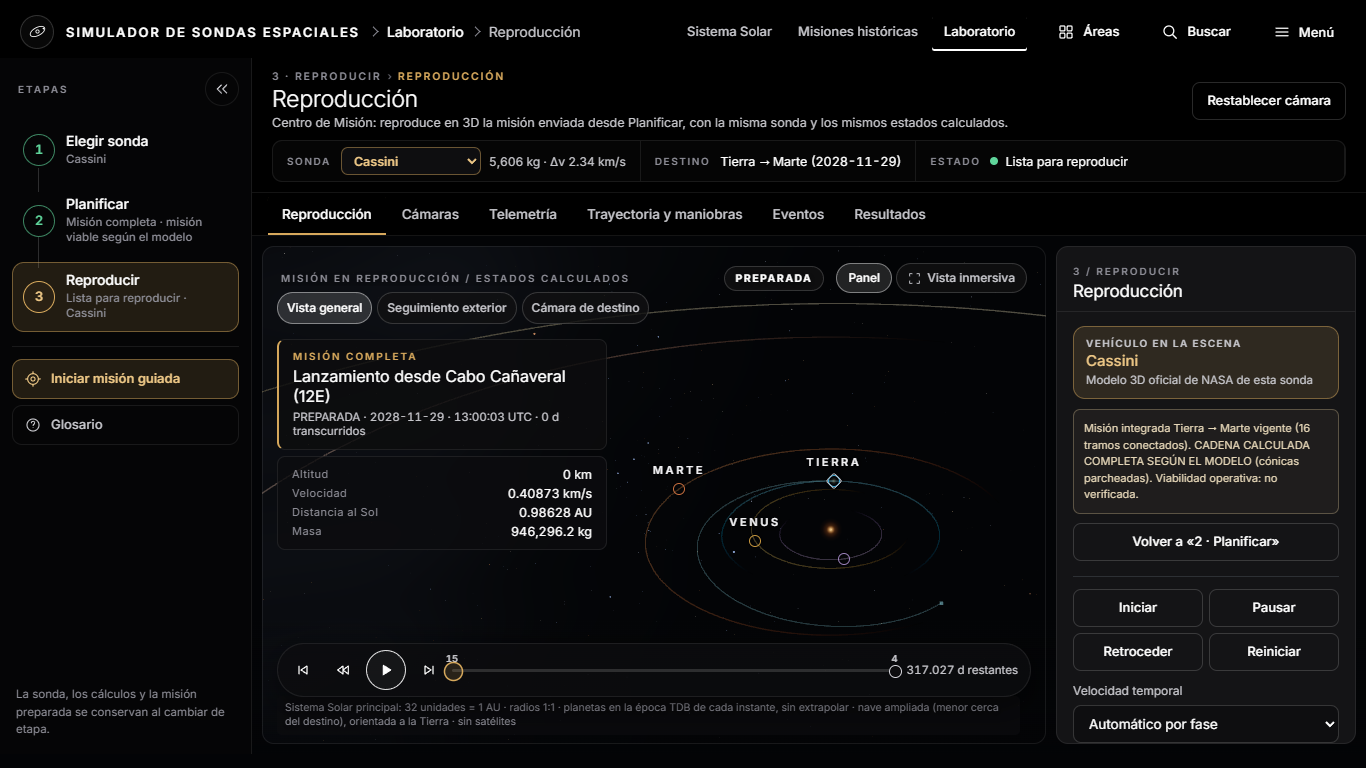 SIMULADOR DE SONDAS ESPACIALES > Laboratorio > Reproducción
Sistema Solar
Misiones históricas
Laboratorio
Áreas
Buscar
Menú
ETAPAS
1
Elegir sonda
Cassini
2
Planificar
Misión completa · misión
viable según el modelo
3
Reproducir
Lista para reproducir ·
Cassini
Iniciar misión guiada
Glosario
La sonda, los cálculos y la misión
preparada se conservan al cambiar de
etapa.
3 · REPRODUCIR › REPRODUCCIÓN
Reproducción
Centro de Misión: reproduce en 3D la misión enviada desde Planificar, con la misma sonda y los mismos estados calculados.
Restablecer cámara
SONDA
Cassini
5,606 kg · Δv 2.34 km/s
DESTINO
Tierra → Marte (2028-11-29)
ESTADO
Lista para reproducir
Reproducción
Cámaras
Telemetría
Trayectoria y maniobras
Eventos
Resultados
MISIÓN EN REPRODUCCIÓN / ESTADOS CALCULADOS
PREPARADA
Panel
Vista inmersiva
Vista general
Seguimiento exterior
Cámara de destino
MISIÓN COMPLETA
Lanzamiento desde Cabo Cañaveral
(12E)
PREPARADA · 2028-11-29 · 13:00:03 UTC · 0 d
transcurridos
Altitud 0 km
Velocidad 0.40873 km/s
Distancia al Sol 0.98628 AU
Masa 946,296.2 kg
MARTE
TIERRA
VENUS
15
4
317.027 d restantes
Sistema Solar principal: 32 unidades = 1 AU · radios 1:1 · planetas en la época TDB de cada instante, sin extrapolar · nave ampliada (menor cerca
del destino), orientada a la Tierra · sin satélites
3 / REPRODUCIR
Reproducción
VEHÍCULO EN LA ESCENA
Cassini
Modelo 3D oficial de NASA de esta sonda
Misión integrada Tierra → Marte vigente (16
tramos conectados). CADENA CALCULADA
COMPLETA SEGÚN EL MODELO (cónicas
parcheadas). Viabilidad operativa: no
verificada.
Volver a «2 · Planificar»
Iniciar
Pausar
Retroceder
Reiniciar
Velocidad temporal
Automático por fase